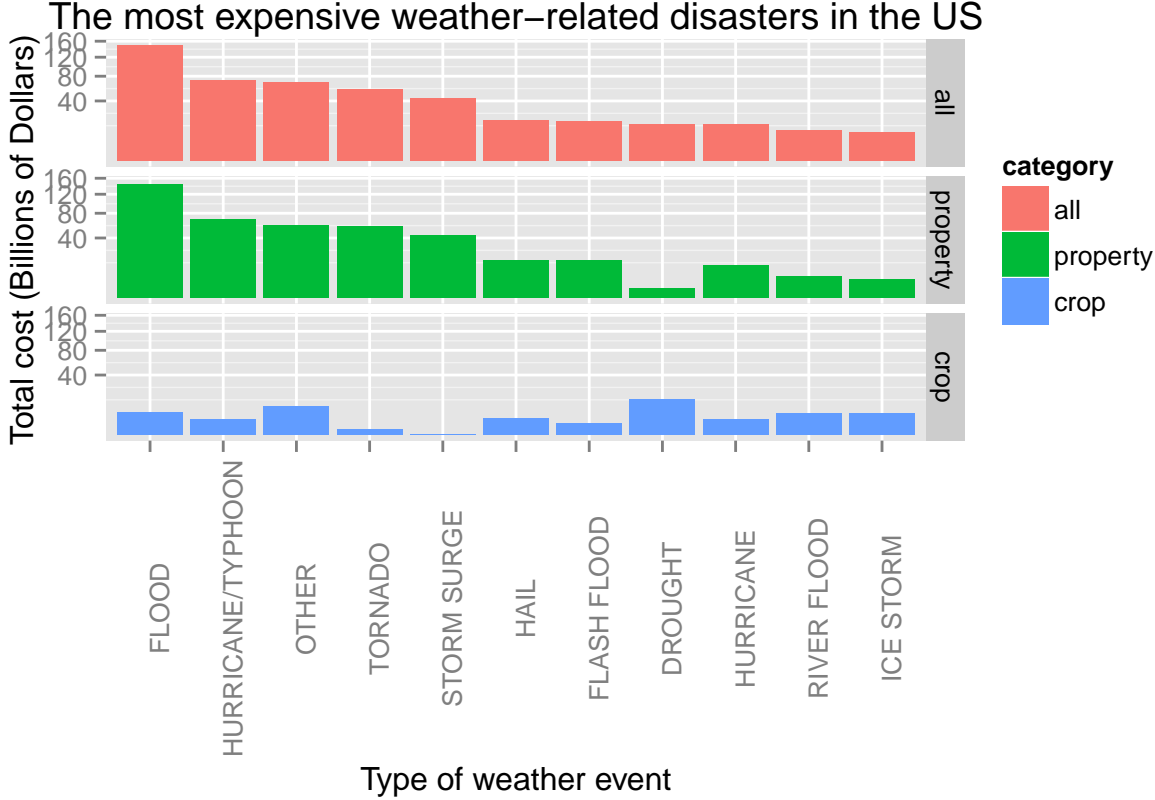 The most expensive weather−related disasters in the US
Total cost (Billions of Dollars)
160
120
80
40
all
160
120
80
40
property
160
120
80
40
crop
FLOOD
HURRICANE/TYPHOON
OTHER
TORNADO
STORM SURGE
HAIL
FLASH FLOOD
DROUGHT
HURRICANE
RIVER FLOOD
ICE STORM
Type of weather event
category
all
property
crop